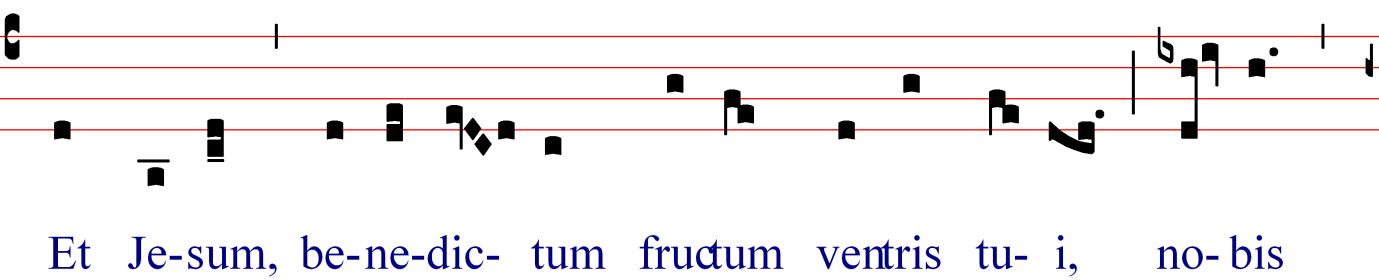 Et Je-sum, be-ne-dic- tum fructum ventris tu- i, no- bis